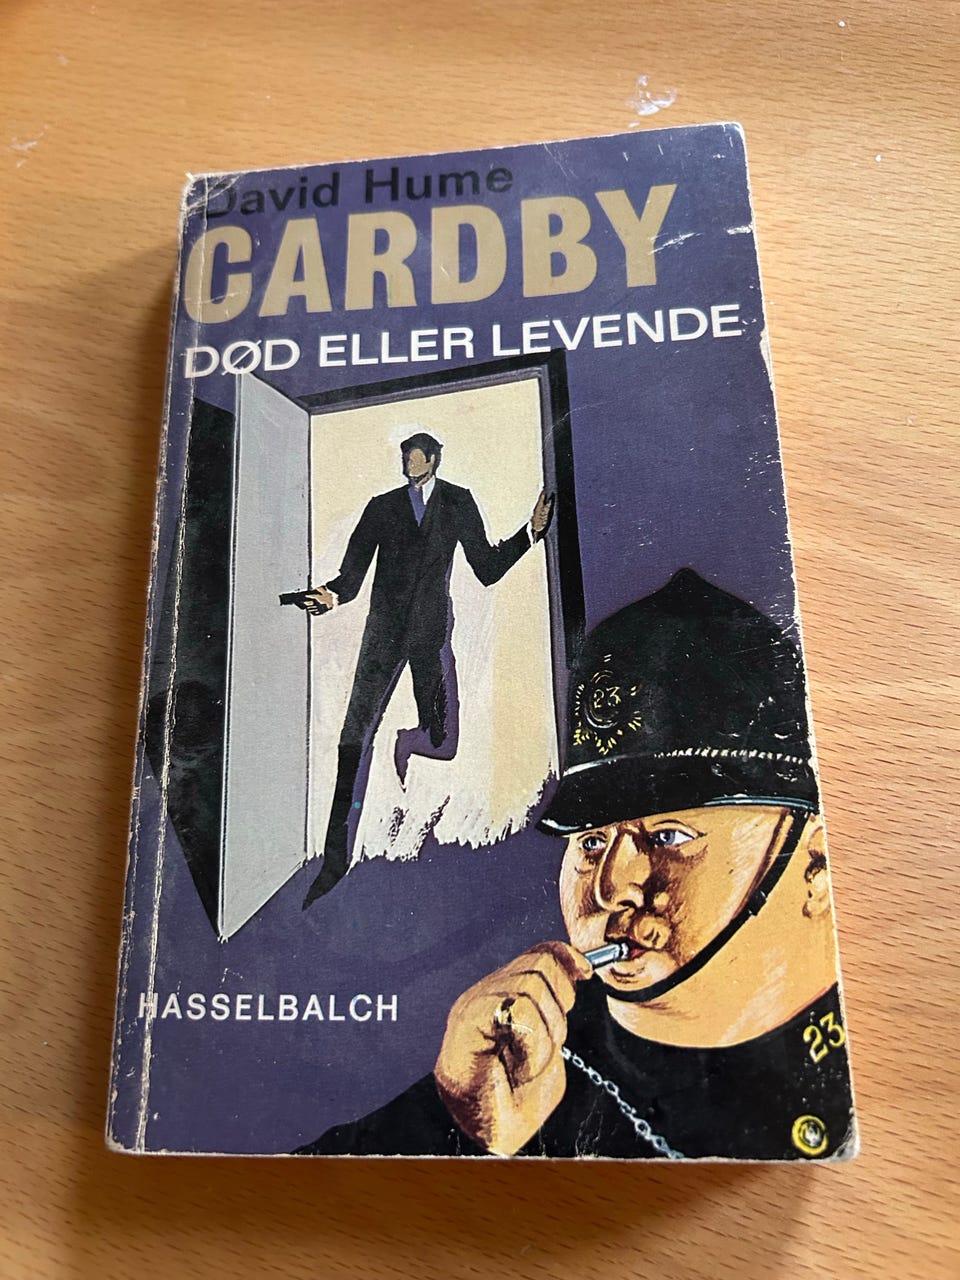 David Hume
CARDBY
DØD ELLER LEVENDE
23
HASSELBALCH
23